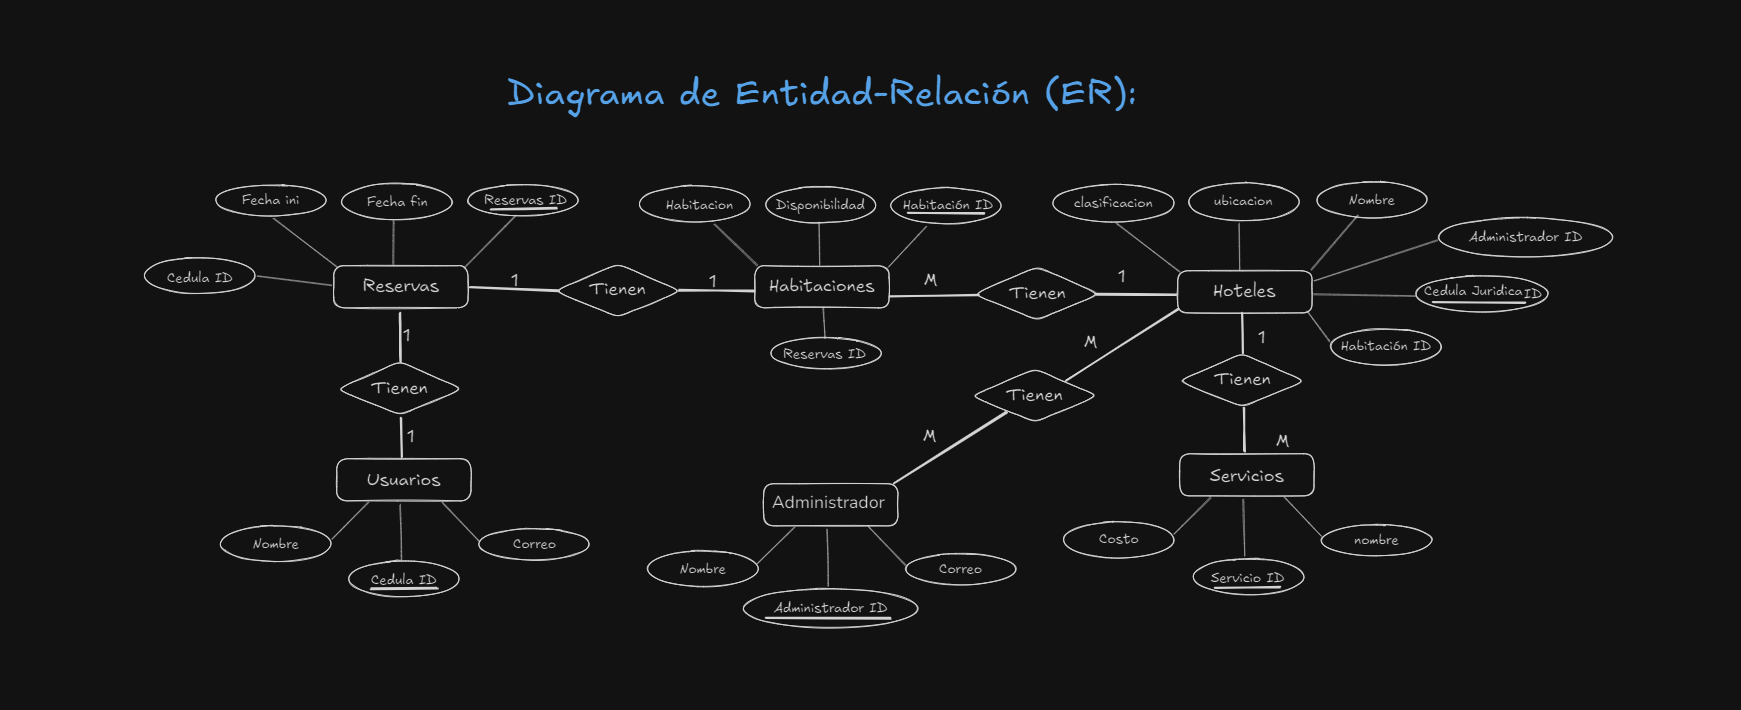 Diagrama de Entidad-Relación (ER):
Fecha ini
Fecha fin
Reservas ID
Cedula ID
Reservas
1
Tienen
1
Habitacion
Disponibilidad
Habitación ID
Habitaciones
Reservas ID
M
Tienen
1
clasificacion
ubicacion
Nombre
Administrador ID
Cedula Juridica ID
Habitación ID
Hoteles
1
Tienen
1
Usuarios
Nombre
Cedula ID
Correo
M
Tienen
M
Administrador
Nombre
Administrador ID
Correo
1
Tienen
M
Servicios
Costo
Servicio ID
nombre